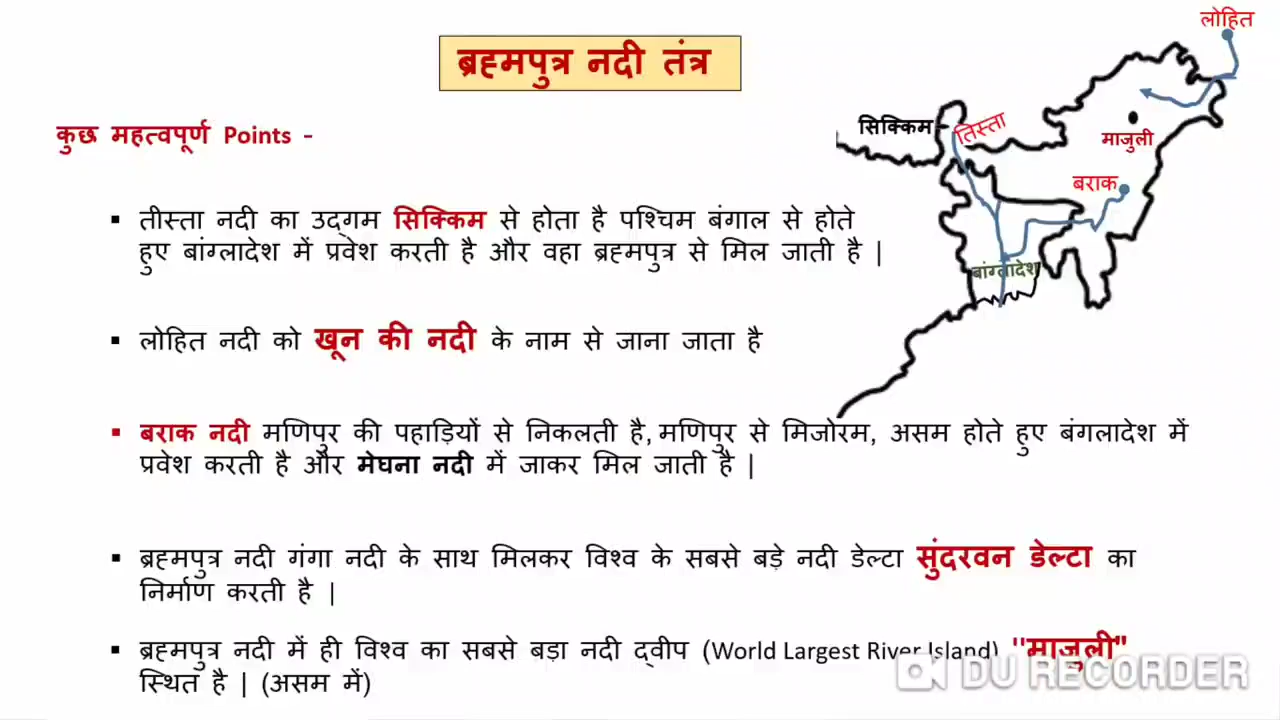 ब्रह्मपुत्र नदी तंत्र
कुछ महत्वपूर्ण Points -
लोहित
सिक्किम -
तिस्ता
माजुली
बराक
बांग्लादेश
▪ तीस्ता नदी का उद्गम सिक्किम से होता है पश्चिम बंगाल से होते
हुए बांग्लादेश में प्रवेश करती है और वहा ब्रह्मपुत्र से मिल जाती है |
▪ लोहित नदी को खून की नदी के नाम से जाना जाता है
▪ बराक नदी मणिपुर की पहाड़ियों से निकलती है, मणिपुर से मिजोरम, असम होते हुए बंगलादेश में
प्रवेश करती है और मेघना नदी में जाकर मिल जाती है |
▪ ब्रह्मपुत्र नदी गंगा नदी के साथ मिलकर विश्व के सबसे बड़े नदी डेल्टा सुंदरवन डेल्टा का
निर्माण करती है |
▪ ब्रह्मपुत्र नदी में ही विश्व का सबसे बड़ा नदी द्वीप (World Largest River Island) "माजुली"
स्थित है | (असम में)
DU RECORDER